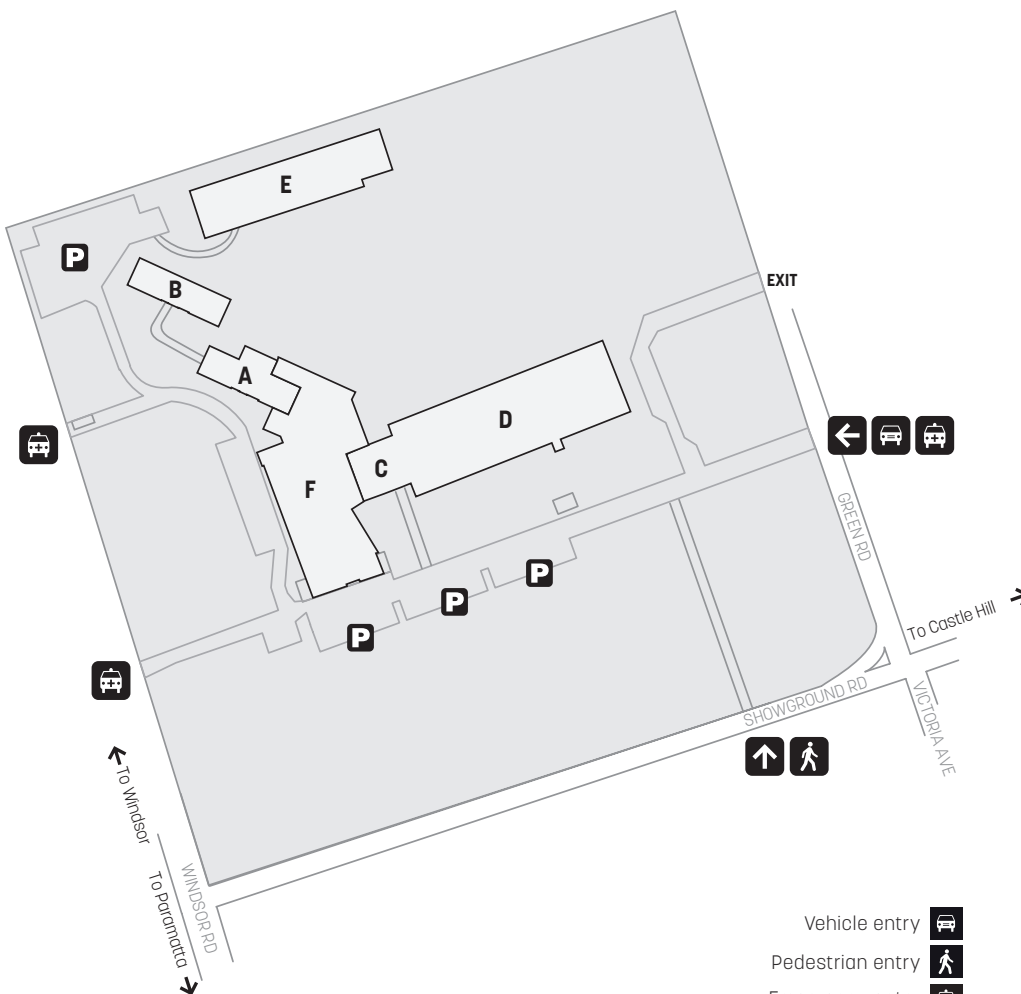 E
P
B
EXIT
A
D
C
F
GREEN RD
P
P
P
To Castle Hill
SHOWGROUND RD
VICTORIA AVE
To Windsor
WINDSOR RD
To Paramatta
Vehicle entry
Pedestrian entry